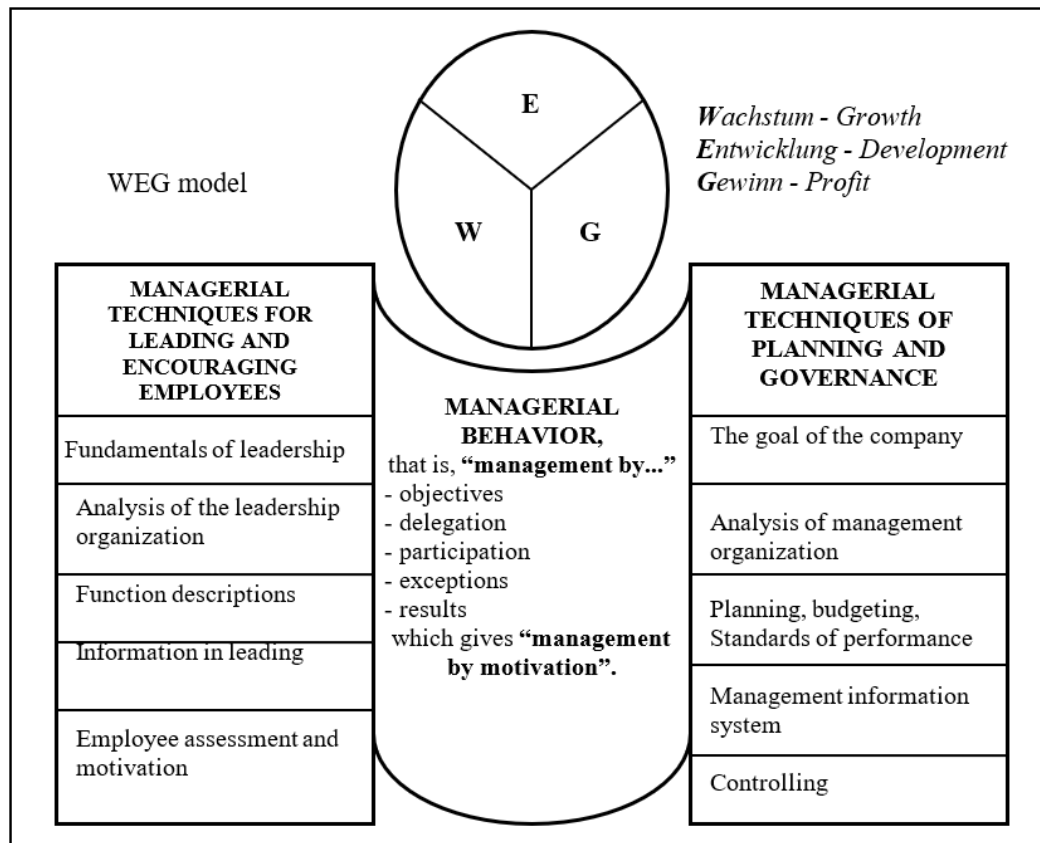 E
W
G
WEG model
Wachstum - Growth
Entwicklung - Development
Gewinn - Profit
MANAGERIAL
TECHNIQUES FOR
LEADING AND
ENCOURAGING
EMPLOYEES
Fundamentals of leadership
Analysis of the leadership
organization
Function descriptions
Information in leading
Employee assessment and
motivation
MANAGERIAL
BEHAVIOR,
that is, “management by...”
- objectives
- delegation
- participation
- exceptions
- results
which gives “management
by motivation”.
MANAGERIAL
TECHNIQUES OF
PLANNING AND
GOVERNANCE
The goal of the company
Analysis of management
organization
Planning, budgeting,
Standards of performance
Management information
system
Controlling